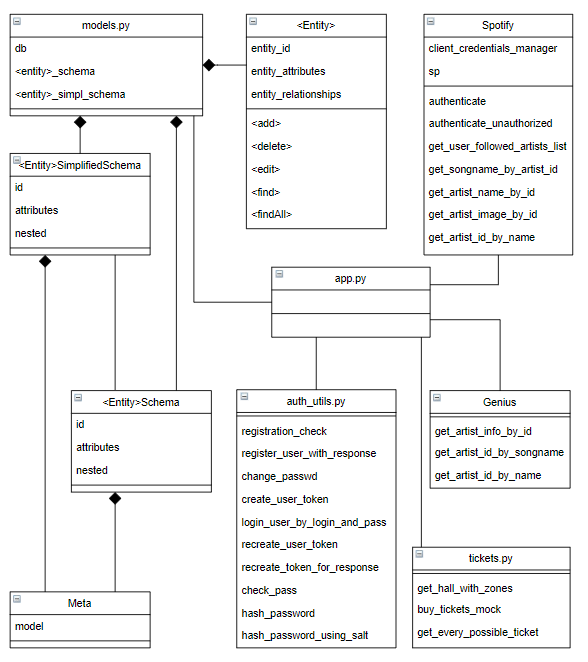 models.py
db
<entity>_schema
<entity>_simpl_schema
<Entity>
entity_id
entity_attributes
entity_relationships
<add>
<delete>
<edit>
<find>
<findAll>
Spotify
client_credentials_manager
sp
authenticate
authenticate_unauthorized
get_user_followed_artists_list
get_songname_by_artist_id
get_artist_name_by_id
get_artist_image_by_id
get_artist_id_by_name
<Entity>SimplifiedSchema
id
attributes
nested
app.py
<Entity>Schema
id
attributes
nested
auth_utils.py
registration_check
register_user_with_response
change_passwd
create_user_token
login_user_by_login_and_pass
recreate_user_token
recreate_token_for_response
check_pass
hash_password
hash_password_using_salt
Genius
get_artist_info_by_id
get_artist_id_by_songname
get_artist_id_by_name
tickets.py
get_hall_with_zones
buy_tickets_mock
get_every_possible_ticket
Meta
model